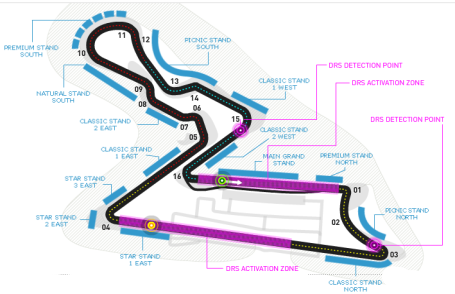 11
12
PICNIC STAND
SOUTH
PREMIUM STAND
SOUTH
10
DRS DETECTION POINT
13
CLASSIC STAND
1 WEST
DRS ACTIVATION ZONE
09
NATURAL STAND
SOUTH
14
08
06
CLASSIC STAND
2 EAST
07
15
DRS DETECTION POINT
05
CLASSIC STAND
2 WEST
CLASSIC STAND
1 EAST
MAIN GRAND
STAND
PREMIUM STAND
NORTH
16
STAR STAND
3 EAST
01
PICNIC STAND
NORTH
STAR STAND
2 EAST
02
04
03
STAR STAND
1 EAST
DRS ACTIVATION ZONE
CLASSIC STAND
NORTH